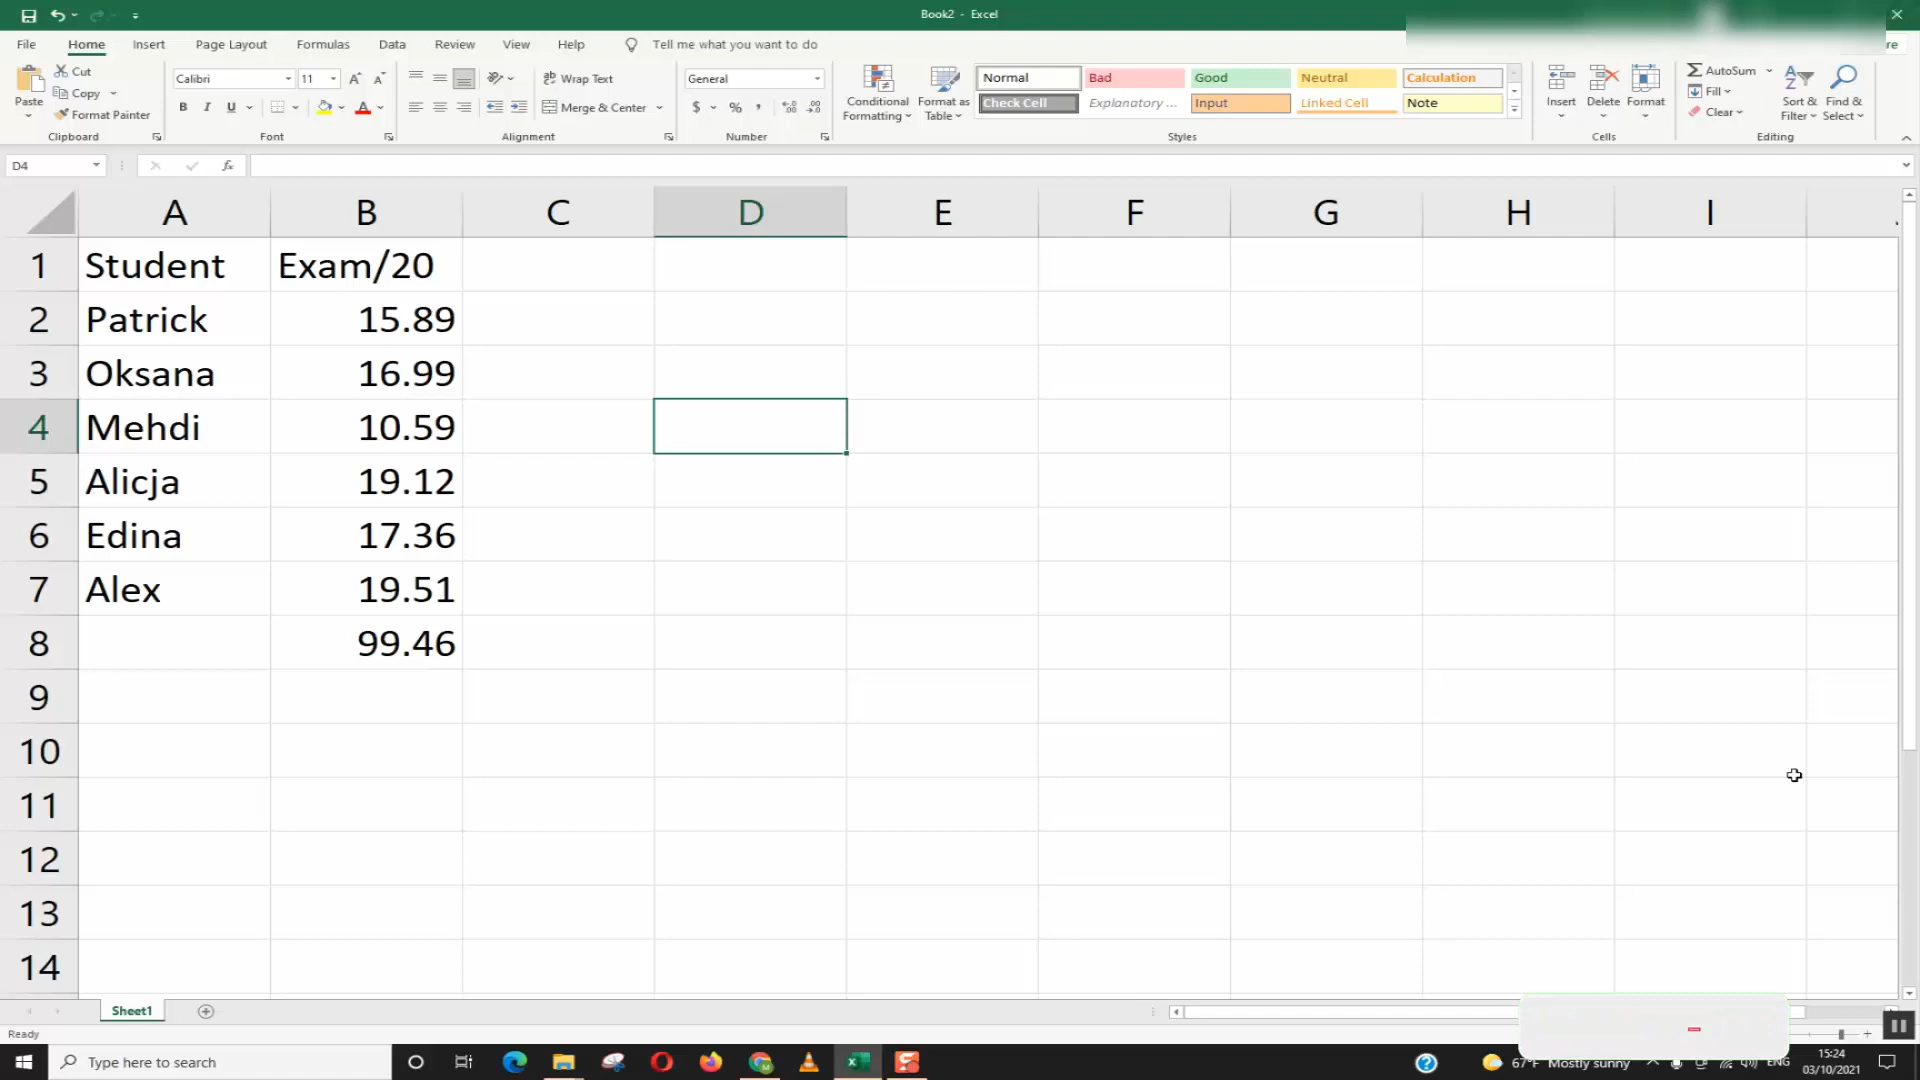 Book2 - Excel
File Home Insert Page Layout Formulas Data Review View Help Tell me what you want to do re
Paste
Cut
Copy
Format Painter
Clipboard
Calibri 11
B I U
Font
Wrap Text
Merge & Center
Alignment
General
$ % ,
Number
Conditional Formatting
Format as Table
Normal Bad Good Neutral Calculation
Check Cell Explanatory ... Input Linked Cell Note
Styles
Insert Delete Format
Cells
AutoSum
Fill
Clear
Sort & Filter
Find & Select
Editing
D4 fx
A B C D E F G H I
1 Student Exam/20
2 Patrick 15.89
3 Oksana 16.99
4 Mehdi 10.59
5 Alicja 19.12
6 Edina 17.36
7 Alex 19.51
8 99.46
9
10
11
12
13
14
Sheet1
Ready
Type here to search
67°F Mostly sunny ENG
15:24
03/10/2021